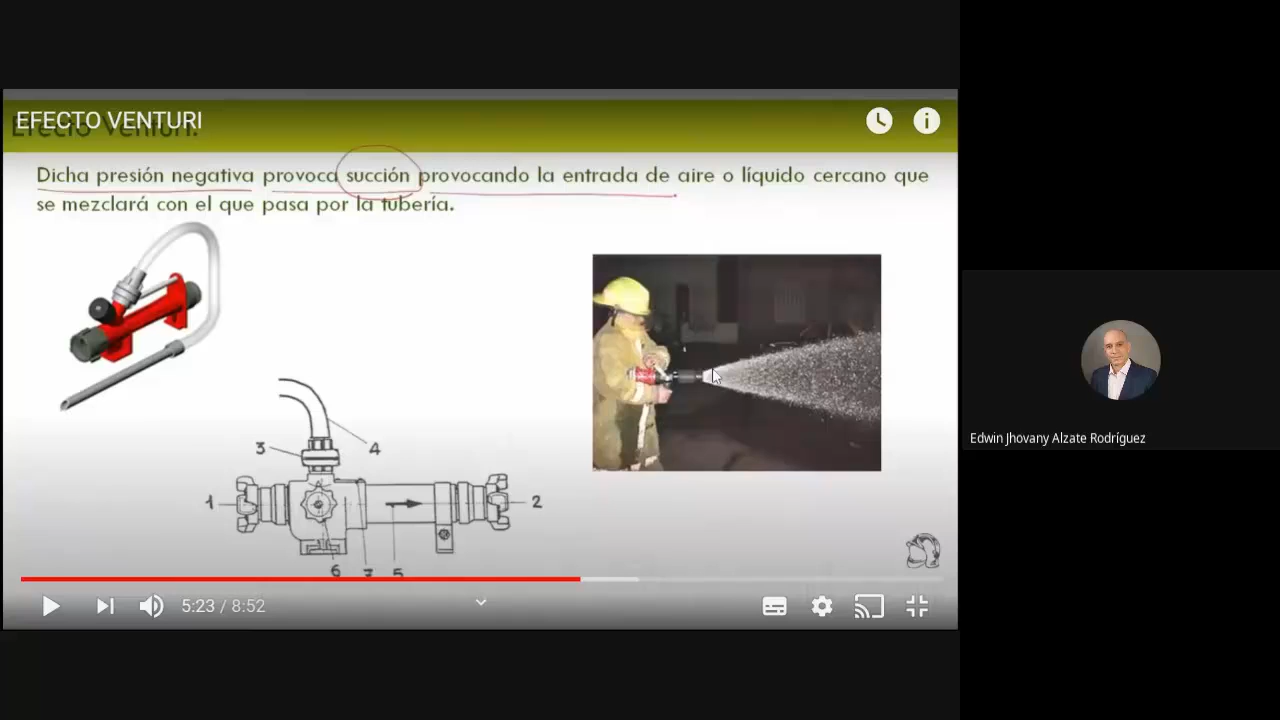 EFECTO VENTURI
Efecto Venturi.
Dicha presión negativa provoca succión provocando la entrada de aire o líquido cercano que
se mezclará con el que pasa por la tubería.
3
4
1
2
6
7
5
5:23 / 8:52
Edwin Jhovany Alzate Rodríguez